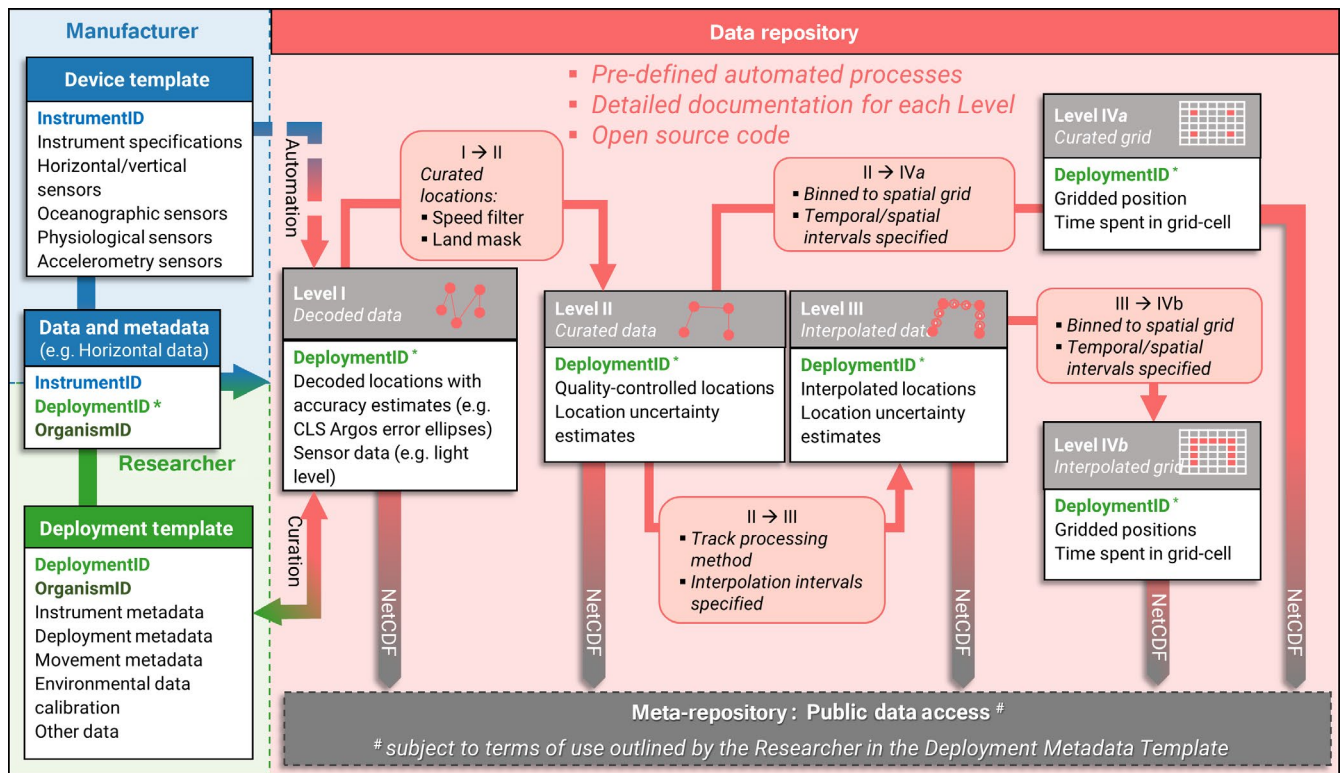 Manufacturer
Device template
InstrumentID
Instrument specifications
Horizontal/vertical
sensors
Oceanographic sensors
Physiological sensors
Accelerometry sensors
Data and metadata
(e.g. Horizontal data)
InstrumentID
DeploymentID *
OrganismID
Researcher
Deployment template
DeploymentID
OrganismID
Instrument metadata
Deployment metadata
Movement metadata
Environmental data
calibration
Other data
Data repository
▪ Pre-defined automated processes
▪ Detailed documentation for each Level
▪ Open source code
Automation
Curation
Level I
Decoded data
DeploymentID *
Decoded locations with
accuracy estimates (e.g.
CLS Argos error ellipses)
Sensor data (e.g. light
level)
I → II
Curated
locations:
▪ Speed filter
▪ Land mask
Level II
Curated data
DeploymentID *
Quality-controlled locations
Location uncertainty
estimates
II → III
▪ Track processing
method
▪ Interpolation intervals
specified
Level III
Interpolated data
DeploymentID *
Interpolated locations
Location uncertainty
estimates
II → IVa
▪ Binned to spatial grid
▪ Temporal/spatial
intervals specified
Level IVa
Curated grid
DeploymentID *
Gridded position
Time spent in grid-cell
III → IVb
▪ Binned to spatial grid
▪ Temporal/spatial
intervals specified
Level IVb
Interpolated grid
DeploymentID *
Gridded positions
Time spent in grid-cell
NetCDF
NetCDF
NetCDF
NetCDF
NetCDF
Meta-repository : Public data access #
# subject to terms of use outlined by the Researcher in the Deployment Metadata Template